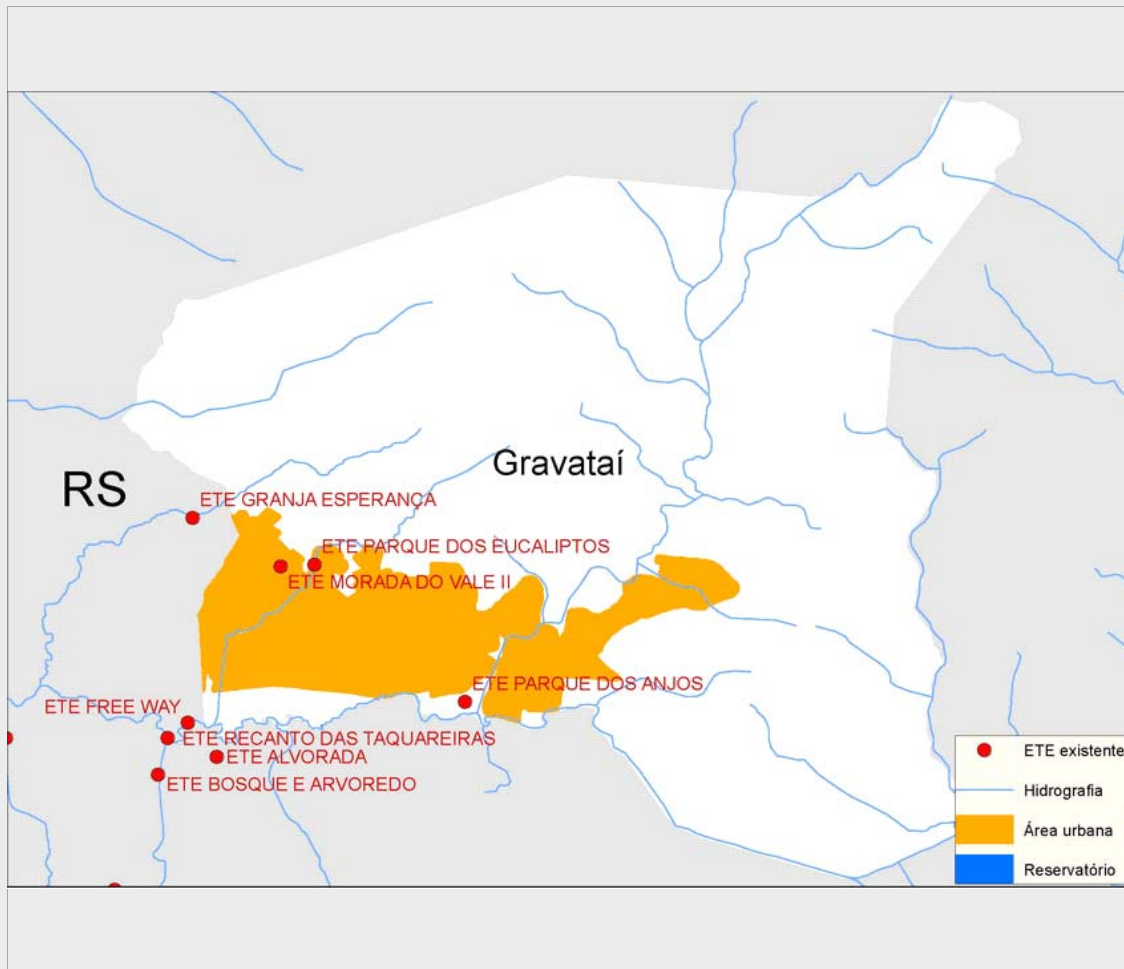 Gravataí
RS
ETE GRANJA ESPERANÇA
ETE PARQUE DOS EUCALIPTOS
ETE MORADA DO VALE II
ETE PARQUE DOS ANJOS
ETE FREE WAY
ETE RECANTO DAS TAQUAREIRAS
ETE ALVORADA
ETE BOSQUE E ARVOREDO
ETE existente
Hidrografia
Área urbana
Reservatório